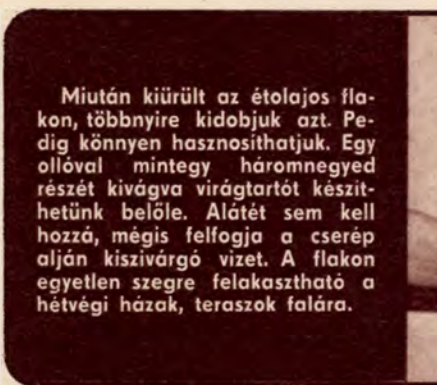 Miután kiürült az étolajos fla-
kon, többnyire kidobjuk azt. Pe-
dig könnyen hasznosíthatjuk. Egy
ollóval mintegy háromnegyed
részét kivágva virágtartót készít-
hetünk belőle. Alátét sem kell
hozzá, mégis felfogja a cserép
alján kiszivárgó vizet. A flakon
egyetlen szegre felakasztható a
hétvégi házak, teraszok falára.